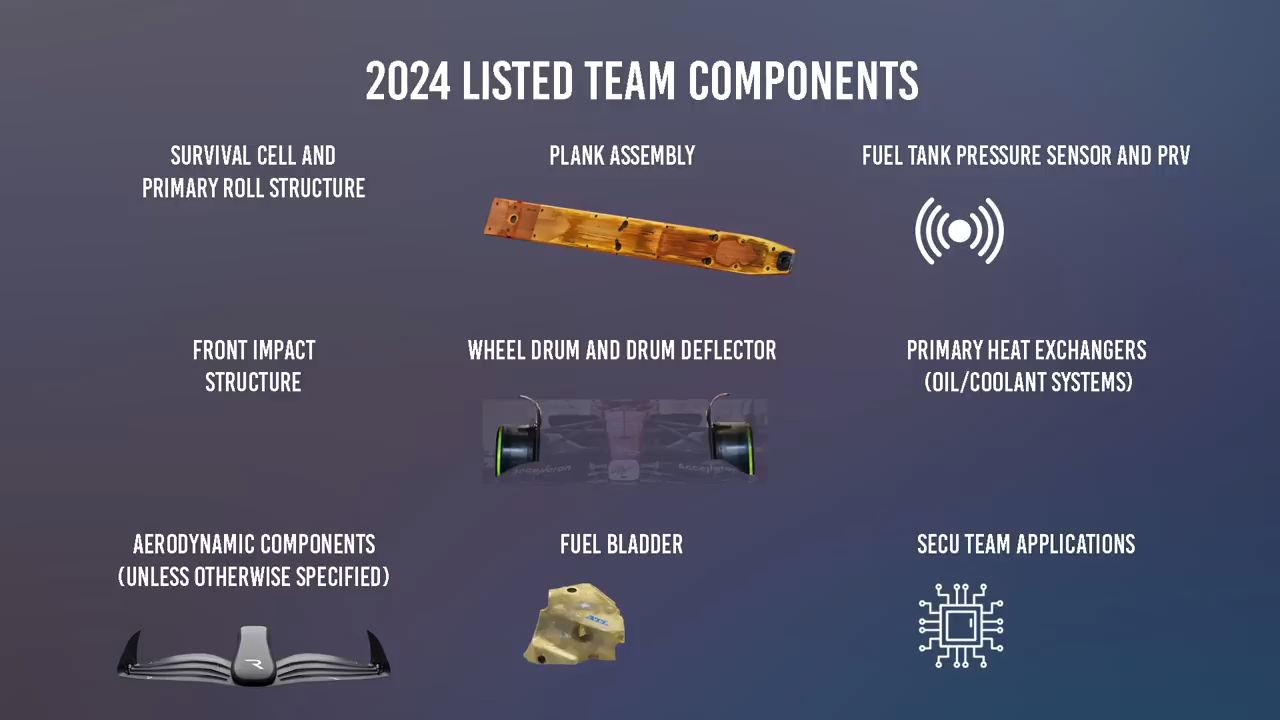 2024 LISTED TEAM COMPONENTS
SURVIVAL CELL AND
PRIMARY ROLL STRUCTURE
PLANK ASSEMBLY
FUEL TANK PRESSURE SENSOR AND PRV
FRONT IMPACT
STRUCTURE
WHEEL DRUM AND DRUM DEFLECTOR
PRIMARY HEAT EXCHANGERS
(OIL/COOLANT SYSTEMS)
AERODYNAMIC COMPONENTS
(UNLESS OTHERWISE SPECIFIED)
FUEL BLADDER
ATL
SECU TEAM APPLICATIONS